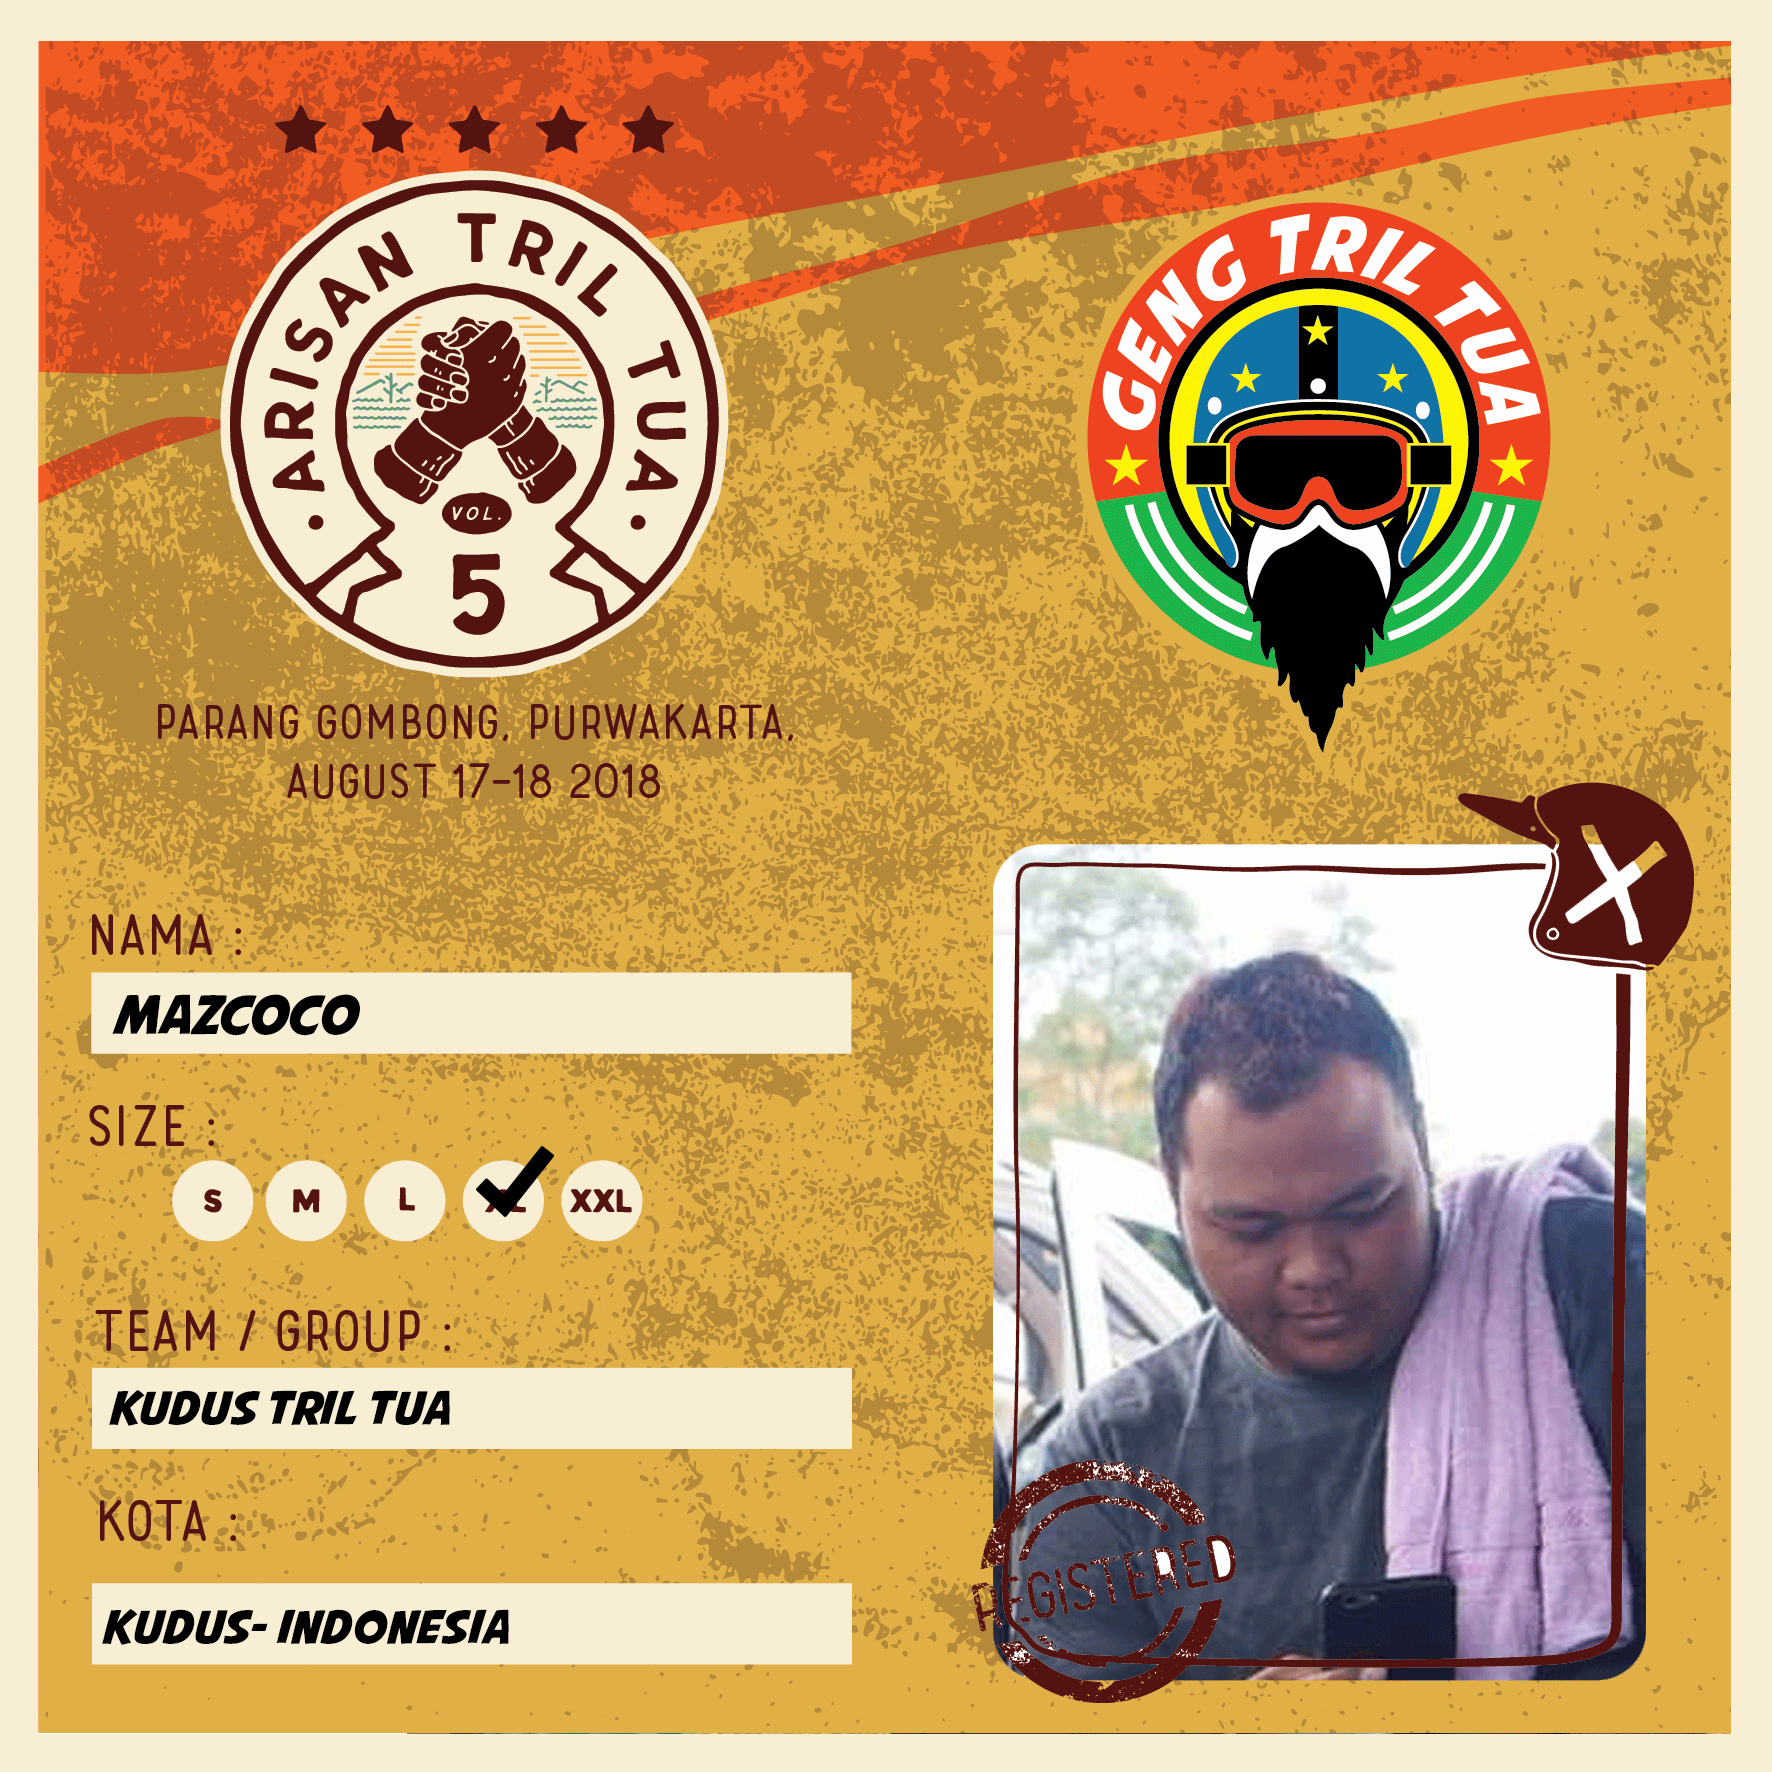 ARISAN TRIL TUA
VOL.
5
GENG TRIL TUA
PARANG GOMBONG, PURWAKARTA,
AUGUST 17-18 2018
NAMA :
MAZCOCO
SIZE :
S M L XL XXL
TEAM / GROUP :
KUDUS TRIL TUA
KOTA :
KUDUS- INDONESIA
REGISTERED